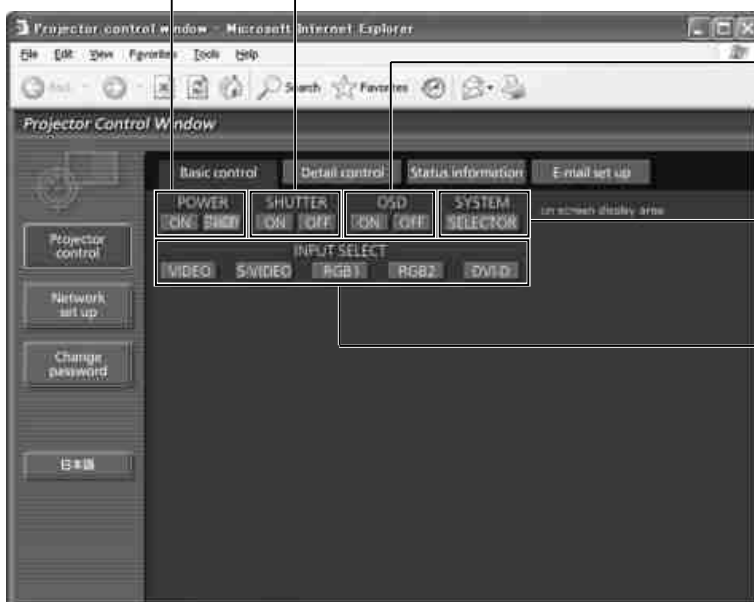 Projector control window - Microsoft Internet Explorer
File Edit View Favorites Tools Help
Back Search Favorites
Projector Control Window
Basic control Detail control Status information E-mail set up
POWER SHUTTER OSD SYSTEM
ON ON OFF ON OFF SELECTOR
on screen display area
INPUT SELECT
VIDEO S-VIDEO RGB1 RGB2 DVI-D
Projector
control
Network
set up
Change
password
日本語